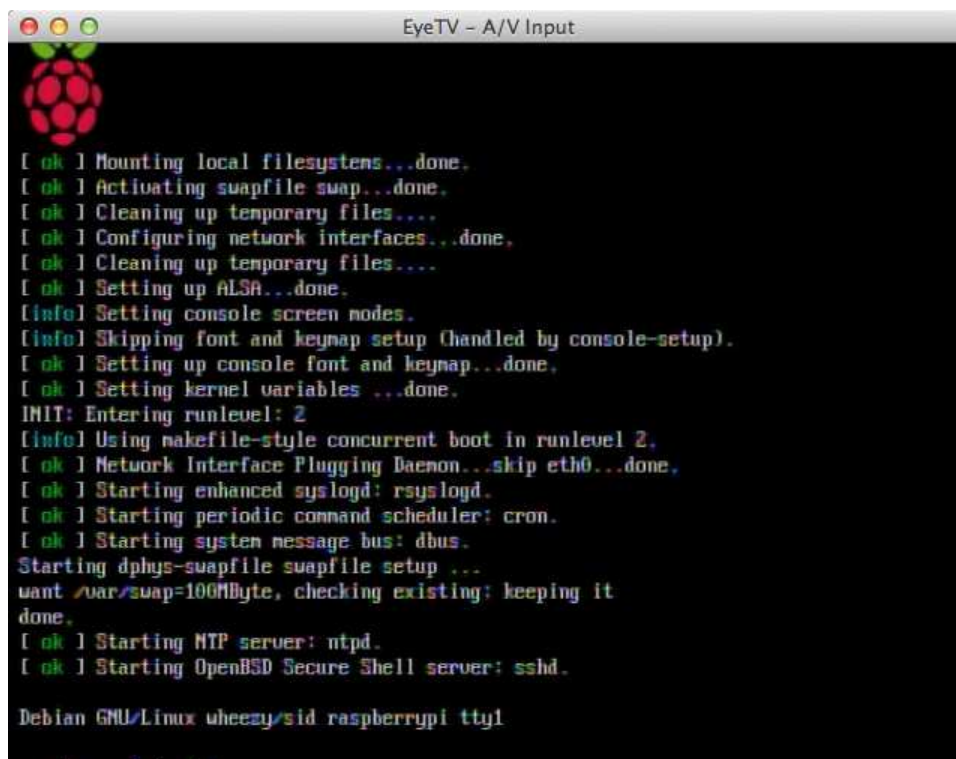 EyeTV - A/V Input
[ ok ] Mounting local filesystems...done.
[ ok ] Activating swapfile swap...done.
[ ok ] Cleaning up temporary files....
[ ok ] Configuring network interfaces...done.
[ ok ] Cleaning up temporary files....
[ ok ] Setting up ALSA...done.
[info] Setting console screen modes.
[info] Skipping font and keymap setup (handled by console-setup).
[ ok ] Setting up console font and keymap...done.
[ ok ] Setting kernel variables ...done.
INIT: Entering runlevel: 2
[info] Using makefile-style concurrent boot in runlevel 2.
[ ok ] Network Interface Plugging Daemon...skip eth0...done.
[ ok ] Starting enhanced syslogd: rsyslogd.
[ ok ] Starting periodic command scheduler: cron.
[ ok ] Starting system message bus: dbus.
Starting dphys-swapfile swapfile setup ...
want /var/swap=100MByte, checking existing: keeping it
done.
[ ok ] Starting NTP server: ntpd.
[ ok ] Starting OpenBSD Secure Shell server: sshd.
Debian GNU/Linux wheezy/sid raspberrypi tty1